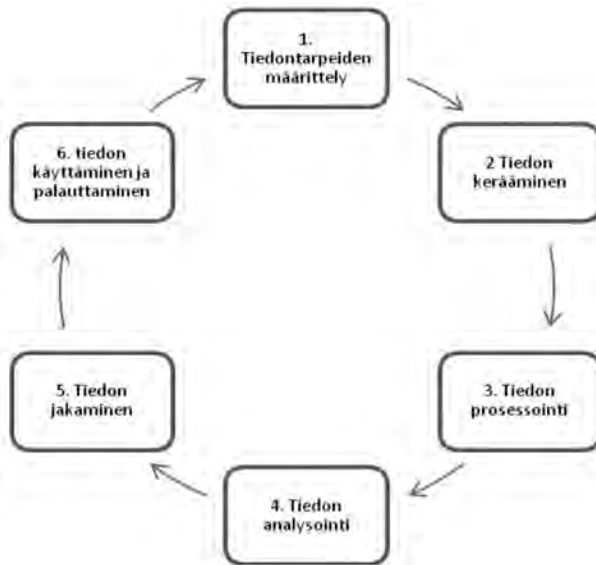 1.
Tiedontarpeiden
määrittely
2 Tiedon
kerääminen
3. Tiedon
prosessointi
4. Tiedon
analysointi
5. Tiedon
jakaminen
6. tiedon
käyttäminen ja
palauttaminen